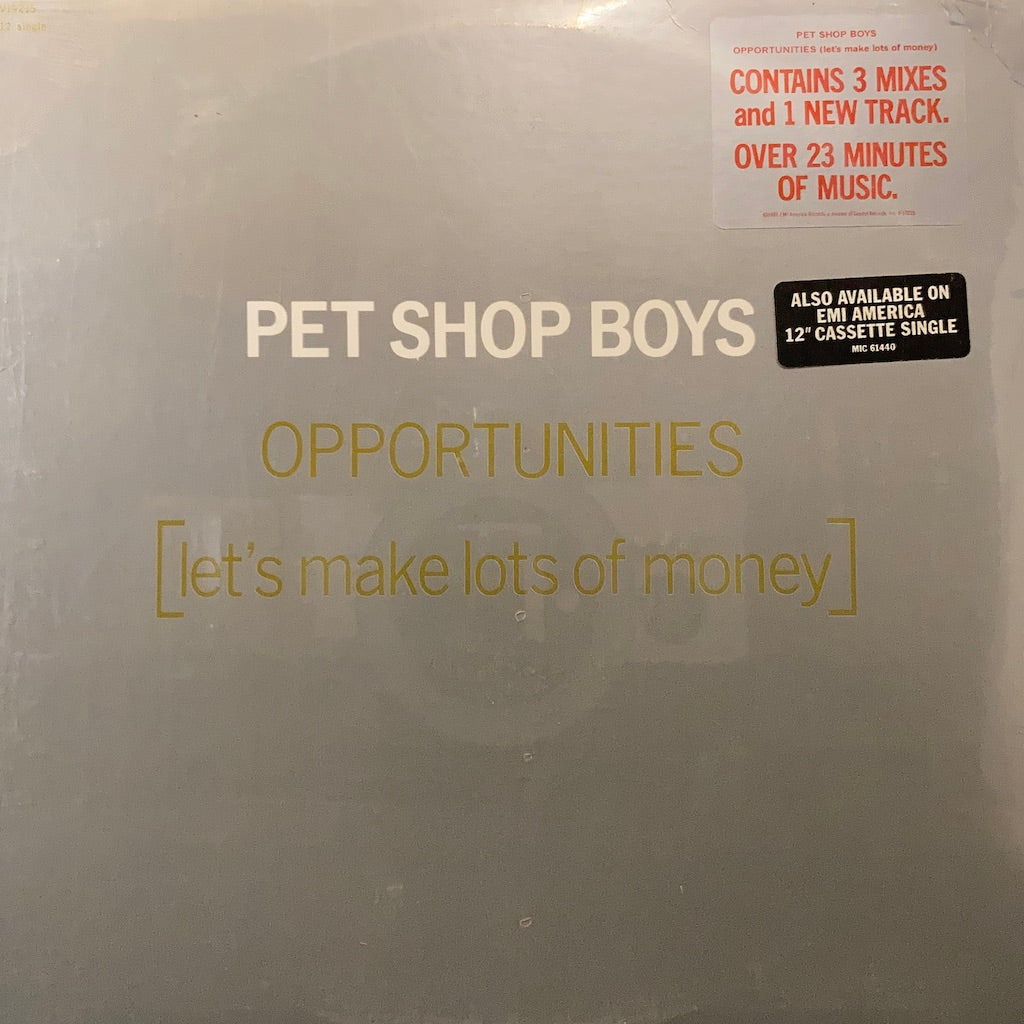 12 single
PET SHOP BOYS
OPPORTUNITIES (let's make lots of money)
CONTAINS 3 MIXES
and 1 NEW TRACK.
OVER 23 MINUTES
OF MUSIC.
PET SHOP BOYS
ALSO AVAILABLE ON
EMI AMERICA
12" CASSETTE SINGLE
MIC 61440
OPPORTUNITIES
[let's make lots of money]